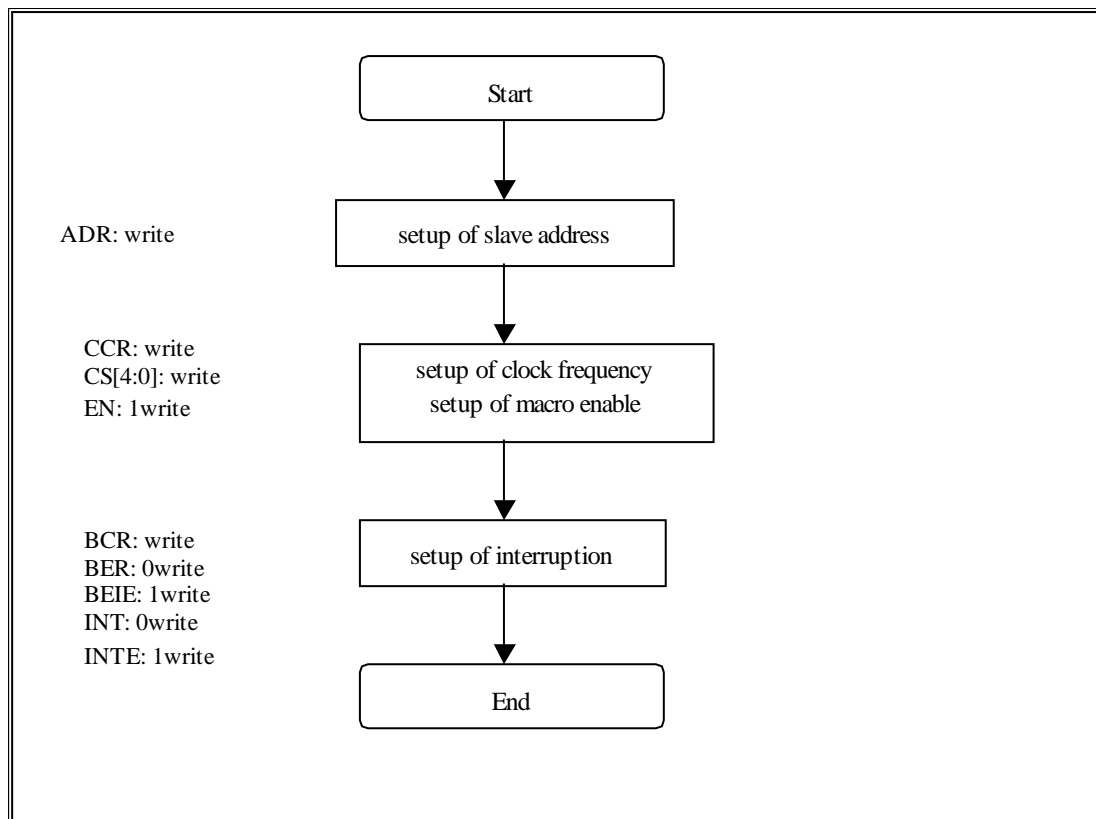 Start
ADR: write
setup of slave address
CCR: write
CS[4:0]: write
EN: 1write
setup of clock frequency
setup of macro enable
BCR: write
BER: 0write
BEIE: 1write
INT: 0write
INTE: 1write
setup of interruption
End